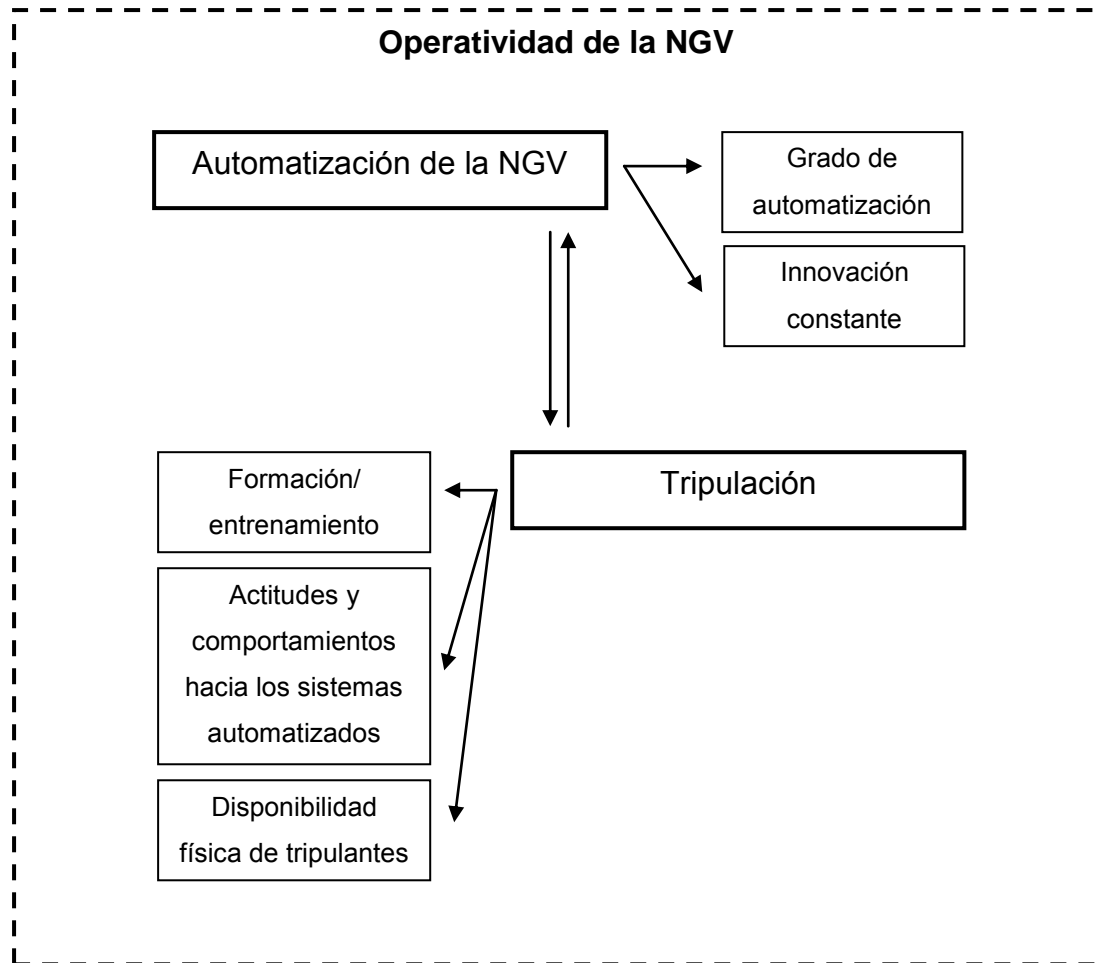 Operatividad de la NGV
Automatización de la NGV
Grado de
automatización
Innovación
constante
Formación/
entrenamiento
Tripulación
Actitudes y
comportamientos
hacia los sistemas
automatizados
Disponibilidad
física de tripulantes